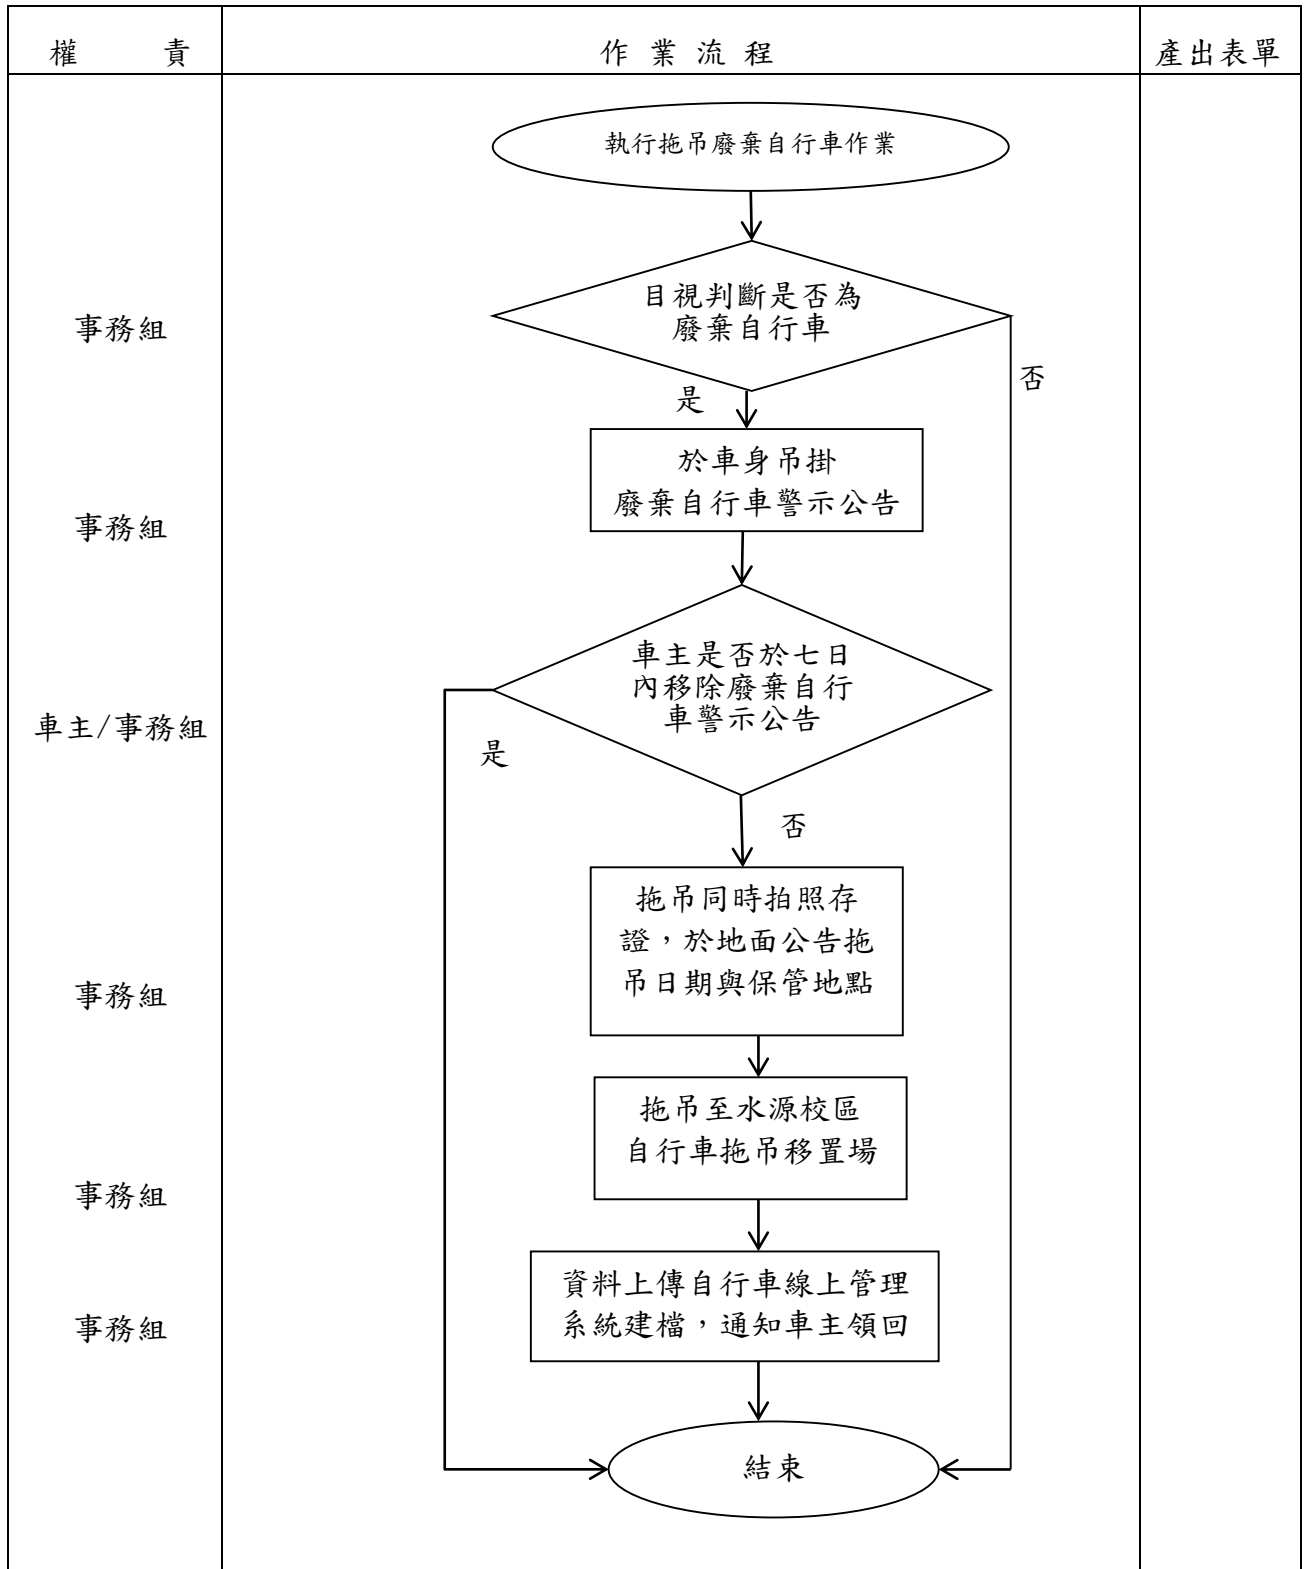 權 責
作 業 流 程
產出表單
執行拖吊廢棄自行車作業
目視判斷是否為
廢棄自行車
事務組
否
是
於車身吊掛
廢棄自行車警示公告
事務組
車主是否於七日
內移除廢棄自行
車警示公告
車主/事務組
是
否
拖吊同時拍照存
證，於地面公告拖
吊日期與保管地點
事務組
拖吊至水源校區
自行車拖吊移置場
事務組
資料上傳自行車線上管理
系統建檔，通知車主領回
事務組
結束